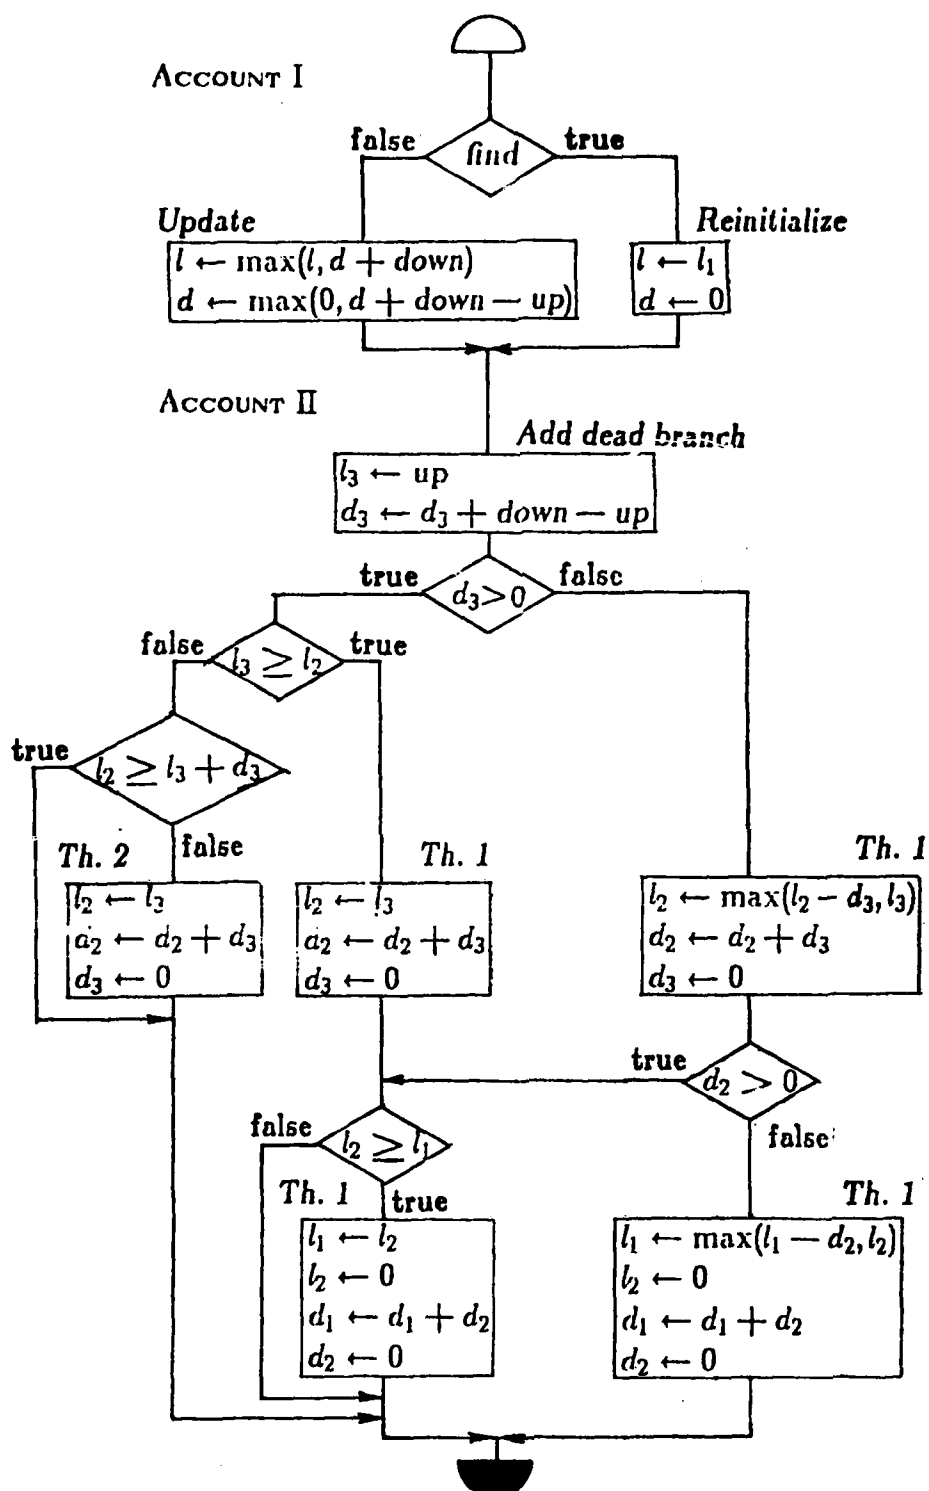 ACCOUNT I
false
find
true
Update
Reinitialize
l ← max(l, d + down)
d ← max(0, d + down − up)
l ← l₁
d ← 0
ACCOUNT II
Add dead branch
l₃ ← up
d₃ ← d₃ + down − up
true
d₃>0
false
false
l₃ ≥ l₂
true
true
l₂ ≥ l₃ + d₃
false
Th. 2
l₂ ← l₃
d₂ ← d₂ + d₃
d₃ ← 0
Th. 1
l₂ ← l₃
d₂ ← d₂ + d₃
d₃ ← 0
Th. 1
l₂ ← max(l₂ − d₃, l₃)
d₂ ← d₂ + d₃
d₃ ← 0
true
d₂ > 0
false
false
l₂ ≥ l₁
true
Th. 1
l₁ ← l₂
l₂ ← 0
d₁ ← d₁ + d₂
d₂ ← 0
Th. 1
l₁ ← max(l₁ − d₂, l₂)
l₂ ← 0
d₁ ← d₁ + d₂
d₂ ← 0